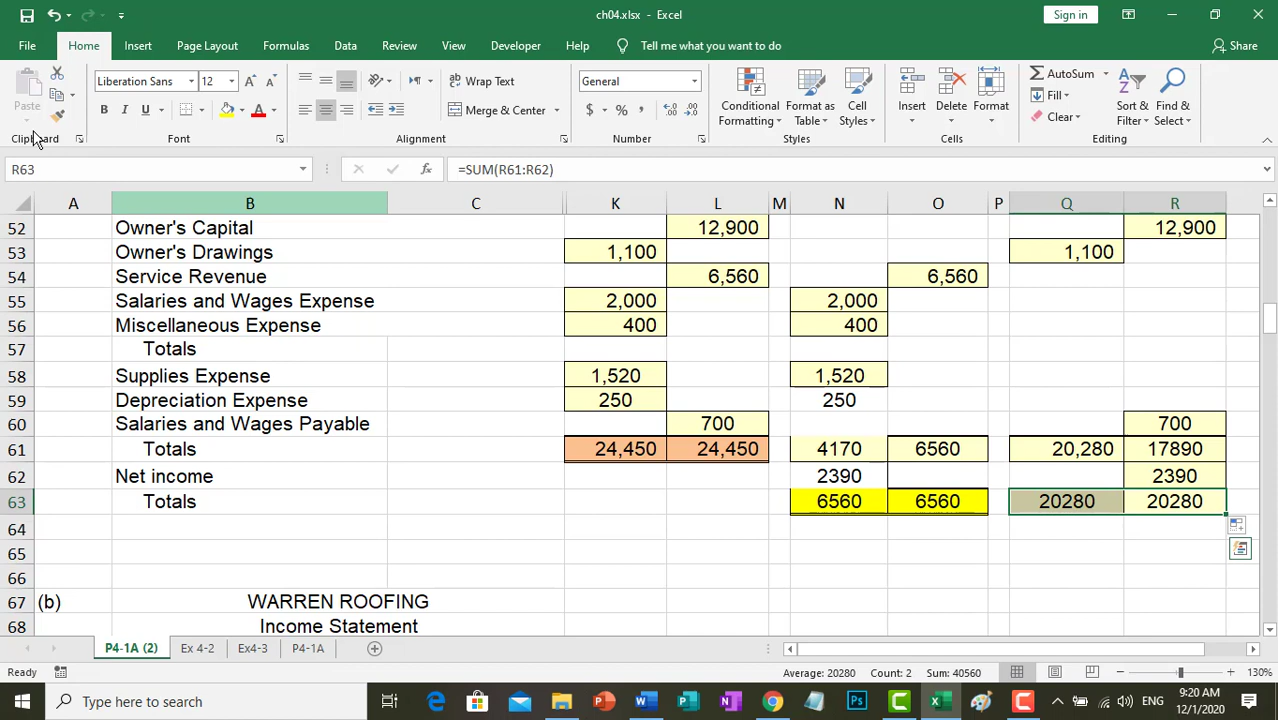 ch04.xlsx - Excel
Sign in
File Home Insert Page Layout Formulas Data Review View Developer Help Tell me what you want to do Share
Paste
Liberation Sans 12
B I U A
Wrap Text
Merge & Center
General
$ % ,
Conditional Formatting
Format Table
Cell Styles
Insert Delete Format
AutoSum
Fill
Clear
Sort & Filter
Find & Select
Clipboard Font Alignment Number Styles Cells Editing
R63 fx =SUM(R61:R62)
A B C K L M N O P Q R
52 Owner's Capital 12,900 12,900
53 Owner's Drawings 1,100 1,100
54 Service Revenue 6,560 6,560
55 Salaries and Wages Expense 2,000 2,000
56 Miscellaneous Expense 400 400
57 Totals
58 Supplies Expense 1,520 1,520
59 Depreciation Expense 250 250
60 Salaries and Wages Payable 700 700
61 Totals 24,450 24,450 4170 6560 20,280 17890
62 Net income 2390 2390
63 Totals 6560 6560 20280 20280
64
65
66
67 (b) WARREN ROOFING
68 Income Statement
P4-1A (2) Ex 4-2 Ex4-3 P4-1A
Ready Average: 20280 Count: 2 Sum: 40560 130%
Type here to search
ENG
9:20 AM
12/1/2020